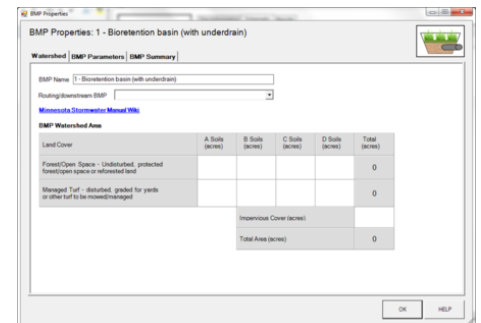 BMP Properties
BMP Properties: 1 - Bioretention basin (with underdrain)
Watershed BMP Parameters BMP Summary
BMP Name 1 - Bioretention basin (with underdrain)
Routing/downstream BMP
Minnesota Stormwater Manual Wiki
BMP Watershed Area
Land Cover A Soils (acres) B Soils (acres) C Soils (acres) D Soils (acres) Total (acres)
Forest/Open Space - Undisturbed, protected
forest/open space or reforested land 0
Managed Turf - disturbed, graded for yards
or other turf to be mowed/managed 0
Impervious Cover (acres)
Total Area (acres) 0
OK HELP